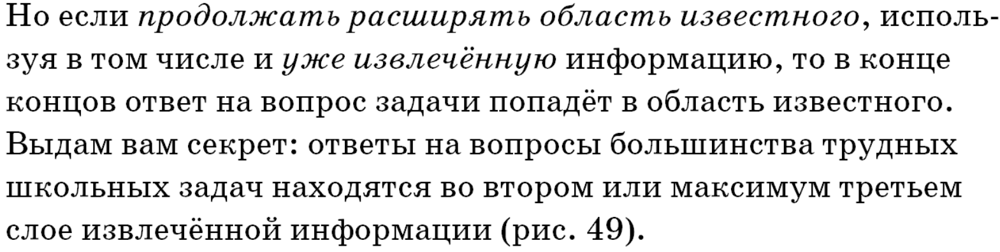 Но если продолжать расширять область известного, исполь-
зуя в том числе и уже извлечённую информацию, то в конце
концов ответ на вопрос задачи попадёт в область известного.
Выдам вам секрет: ответы на вопросы большинства трудных
школьных задач находятся во втором или максимум третьем
слое извлечённой информации (рис. 49).